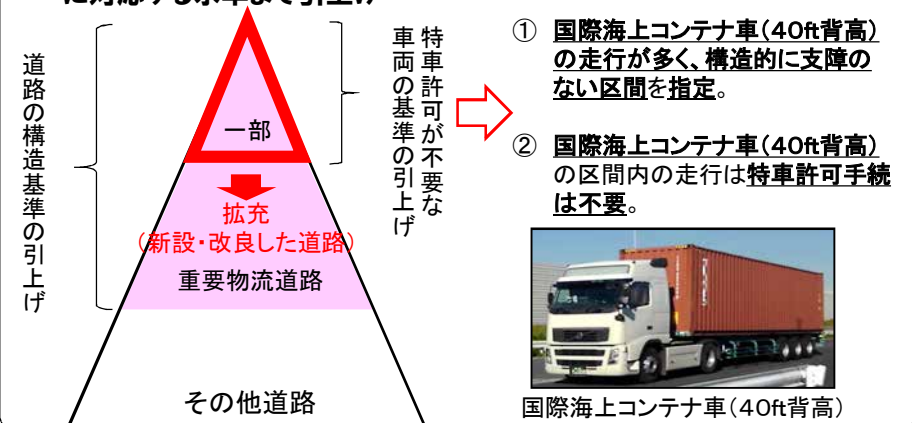 に対応する水準まで引上げ
道路の構造基準の引上げ
一部
拡充
(新設・改良した道路)
重要物流道路
その他道路
特車許可が不要な
車両の基準の引上げ
① 国際海上コンテナ車(40ft背高)
の走行が多く、構造的に支障の
ない区間を指定。
② 国際海上コンテナ車(40ft背高)
の区間内の走行は特車許可手続
は不要。
国際海上コンテナ車(40ft背高)